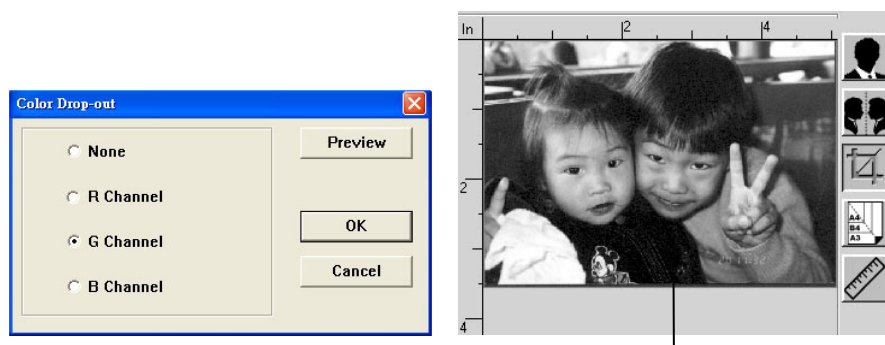 Color Drop-out
None
R Channel
G Channel
B Channel
Preview
OK
Cancel
In
2
4
2
4
A4
B4
A3